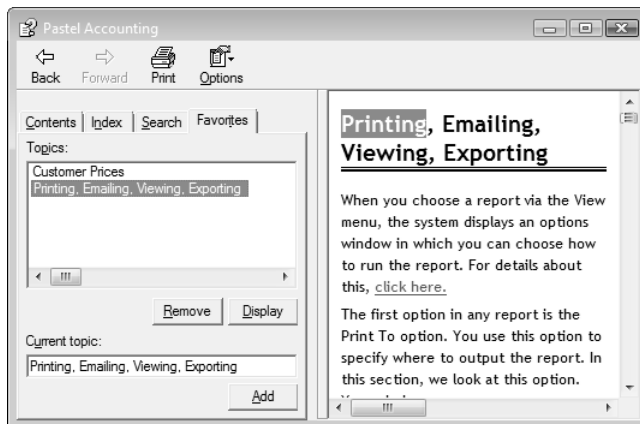 Pastel Accounting
Back Forward Print Options
Contents Index Search Favorites
Topics:
Customer Prices
Printing, Emailing, Viewing, Exporting
Remove Display
Current topic:
Printing, Emailing, Viewing, Exporting
Add
Printing, Emailing,
Viewing, Exporting
When you choose a report via the View
menu, the system displays an options
window in which you can choose how
to run the report. For details about
this, click here.
The first option in any report is the
Print To option. You use this option to
specify where to output the report. In
this section, we look at this option.